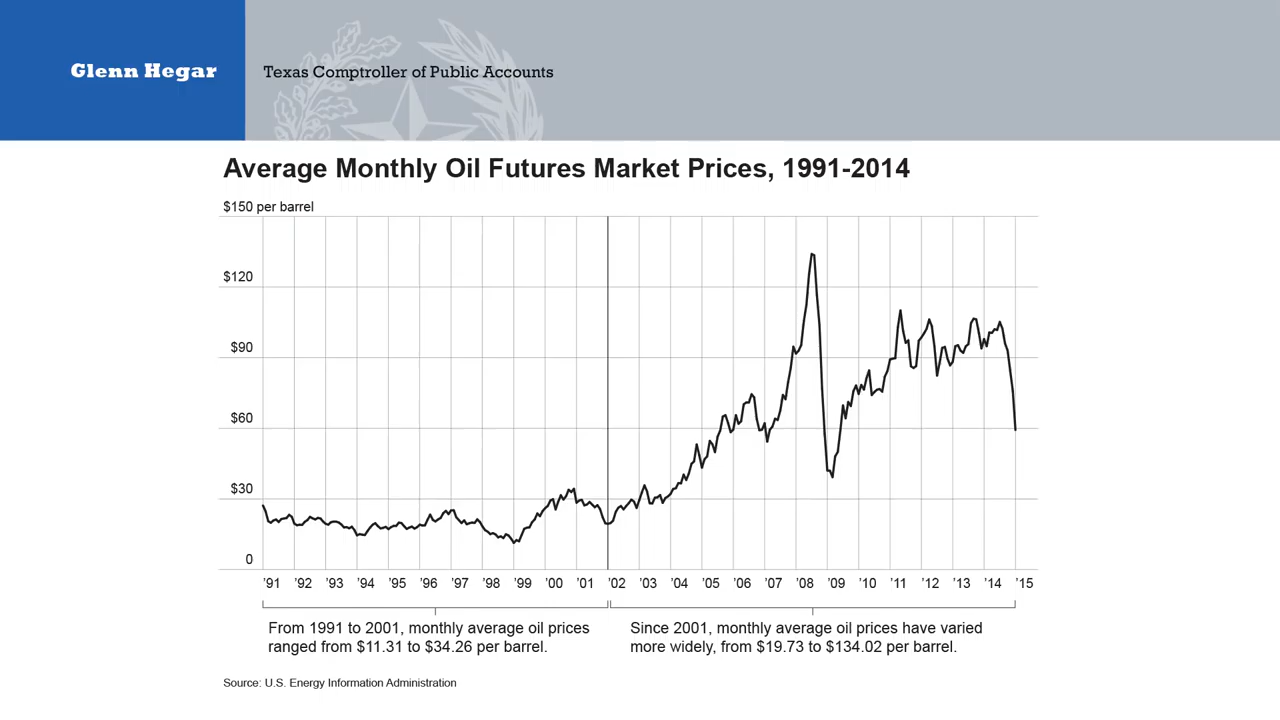 Glenn Hegar
Texas Comptroller of Public Accounts
Average Monthly Oil Futures Market Prices, 1991-2014
$150 per barrel
$120
$90
$60
$30
0
’91 ’92 ’93 ’94 ’95 ’96 ’97 ’98 ’99 ’00 ’01 ’02 ’03 ’04 ’05 ’06 ’07 ’08 ’09 ’10 ’11 ’12 ’13 ’14 ’15
From 1991 to 2001, monthly average oil prices
ranged from $11.31 to $34.26 per barrel.
Since 2001, monthly average oil prices have varied
more widely, from $19.73 to $134.02 per barrel.
Source: U.S. Energy Information Administration